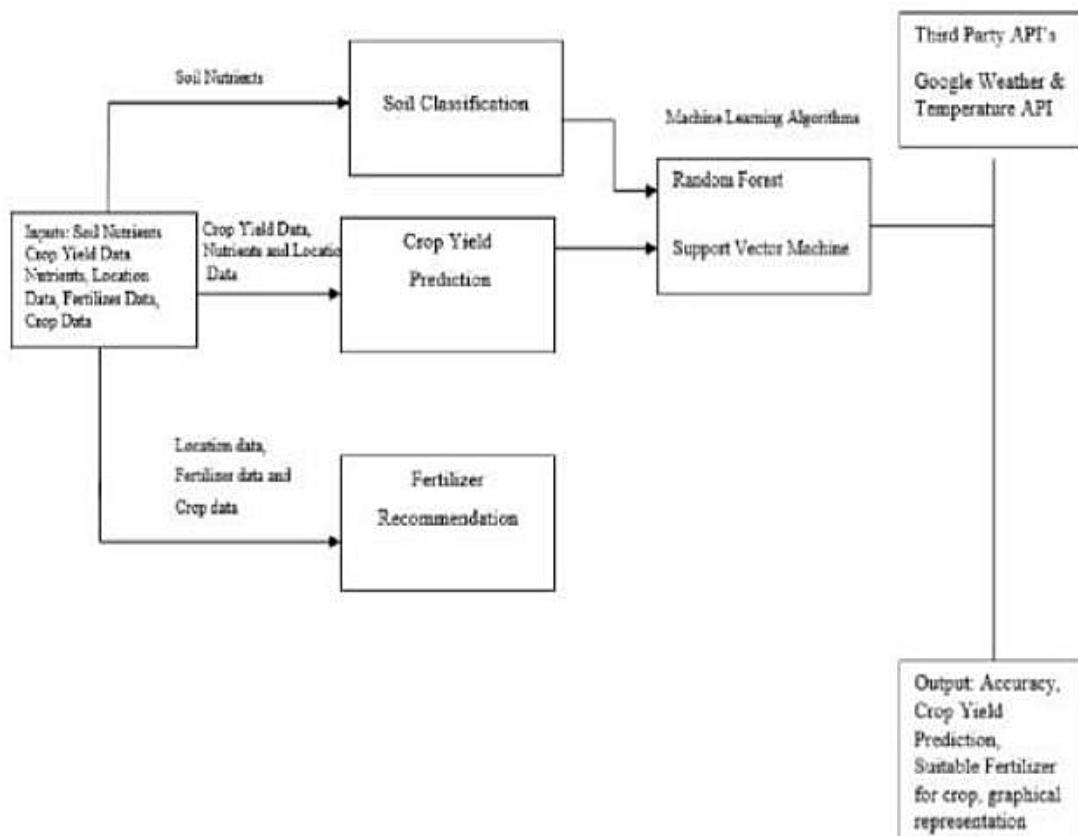 Soil Nutrients
Soil Classification
Machine Learning Algorithms
Third Party API's
Google Weather &
Temperature API
Random Forest
Support Vector Machine
Inputs: Soil Nutrients
Crop Yield Data
Nutrients, Location
Data, Fertilizer Data,
Crop Data
Crop Yield Data,
Nutrients and Locatio
Data
Crop Yield
Prediction
Location data,
Fertilizer data and
Crop data
Fertilizer
Recommendation
Output: Accuracy,
Crop Yield
Prediction,
Suitable Fertilizer
for crop, graphical
representation